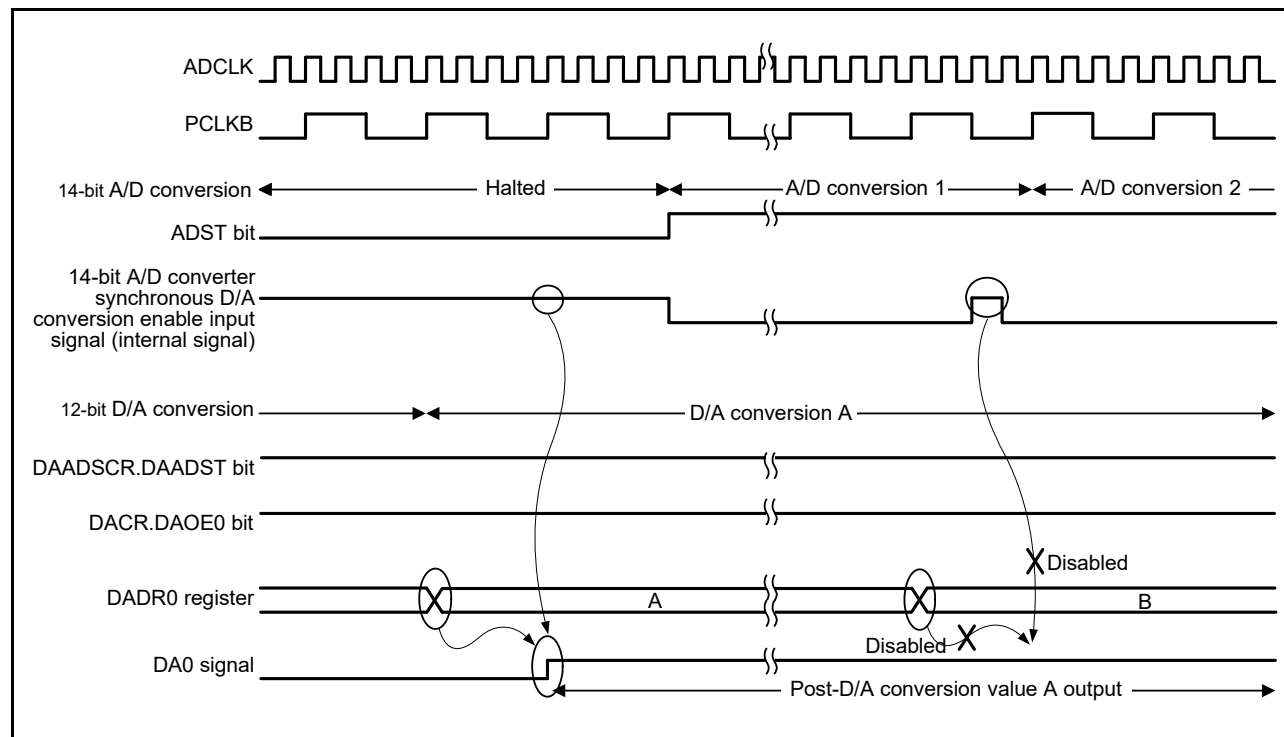 ADCLK
PCLKB
14-bit A/D conversion
Halted
A/D conversion 1
A/D conversion 2
ADST bit
14-bit A/D converter
synchronous D/A
conversion enable input
signal (internal signal)
12-bit D/A conversion
D/A conversion A
DAADSCR.DAADST bit
DACR.DAOE0 bit
Disabled
DADR0 register
A
B
Disabled
DA0 signal
Post-D/A conversion value A output